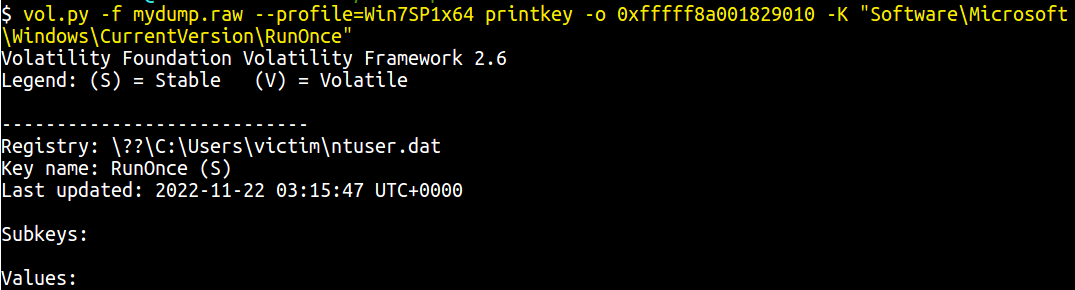 $ vol.py -f mydump.raw --profile=Win7SP1x64 printkey -o 0xfffff8a001829010 -K "Software\Microsoft
\Windows\CurrentVersion\RunOnce"
Volatility Foundation Volatility Framework 2.6
Legend: (S) = Stable   (V) = Volatile
----------------------------
Registry: \??\C:\Users\victim\ntuser.dat
Key name: RunOnce (S)
Last updated: 2022-11-22 03:15:47 UTC+0000
Subkeys:
Values: